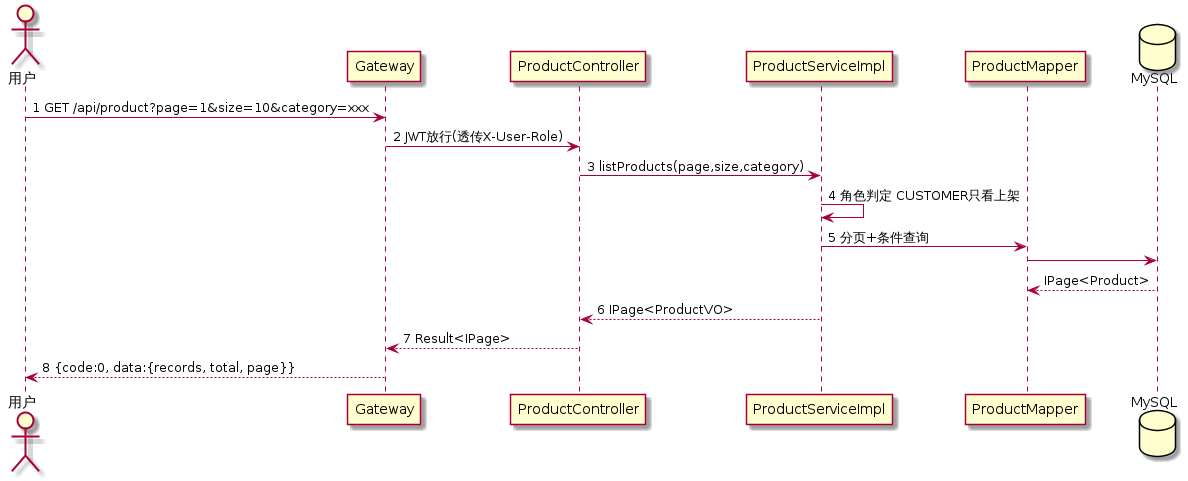 用户
Gateway
ProductController
ProductServiceImpl
ProductMapper
MySQL
1 GET /api/product?page=1&size=10&category=xxx
2 JWT放行(透传X-User-Role)
3 listProducts(page,size,category)
4 角色判定 CUSTOMER只看上架
5 分页+条件查询
IPage<Product>
6 IPage<ProductVO>
7 Result<IPage>
8 {code:0, data:{records, total, page}}
用户
Gateway
ProductController
ProductServiceImpl
ProductMapper
MySQL